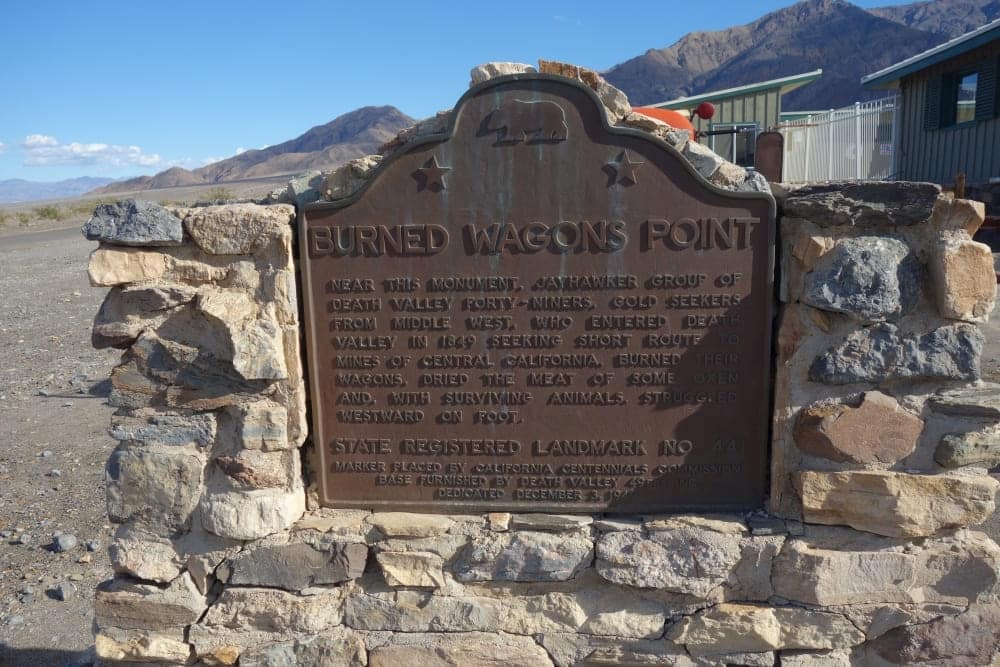 BURNED WAGONS POINT
NEAR THIS MONUMENT, JAYHAWKER GROUP OF
DEATH VALLEY FORTY-NINERS, GOLD SEEKERS
FROM MIDDLE WEST, WHO ENTERED DEATH
VALLEY IN 1849 SEEKING SHORT ROUTE TO
MINES OF CENTRAL CALIFORNIA, BURNED THEIR
WAGONS, DRIED THE MEAT OF SOME OXEN
AND, WITH SURVIVING ANIMALS, STRUGGLED
WESTWARD ON FOOT.
STATE REGISTERED LANDMARK NO. 441
MARKER PLACED BY CALIFORNIA CENTENNIALS COMMISSION
BASE FURNISHED BY DEATH VALLEY
DEDICATED DECEMBER 3,